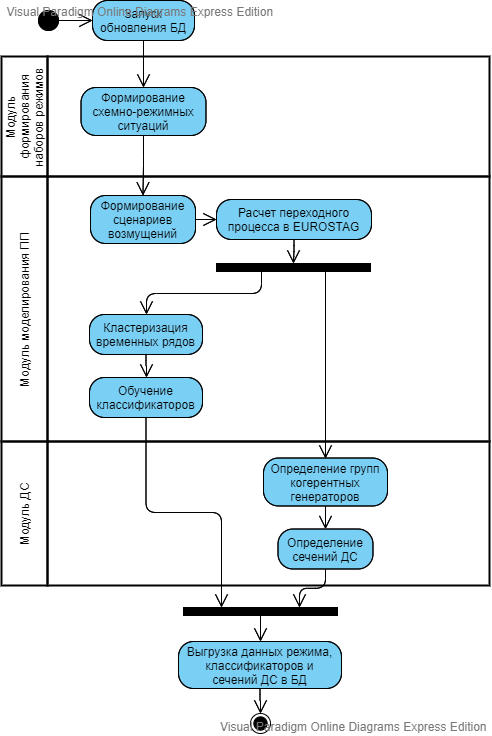 Visual Paradigm Online Diagrams Express Edition
Запуск
обновления БД
Модуль
формирования
наборов режимов
Формирование
схемно-режимных
ситуаций
Модуль моделирования ПП
Формирование
сценариев
возмущений
Расчет переходного
процесса в EUROSTAG
Кластеризация
временных рядов
Обучение
классификаторов
Модуль ДС
Определение групп
когерентных
генераторов
Определение
сечений ДС
Выгрузка данных режима,
классификаторов и
сечений ДС в БД
Visual Paradigm Online Diagrams Express Edition